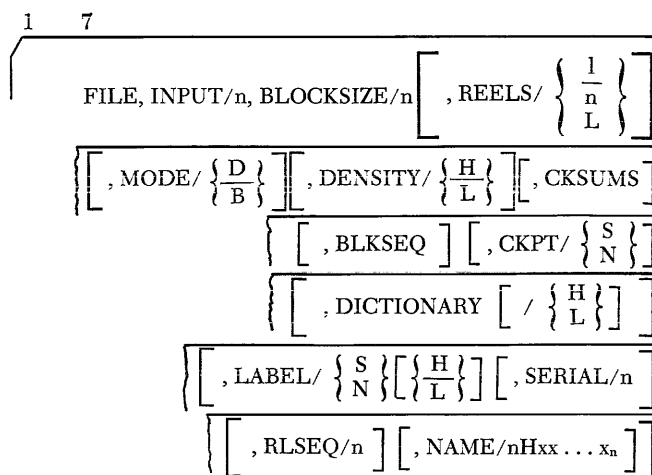 1 7
FILE, INPUT/n, BLOCKSIZE/n [ , REELS/ { 1 n L } ]
[ , MODE/ { D B } ] [ , DENSITY/ { H L } ] [ , CKSUMS ]
[ , BLKSEQ ] [ , CKPT/ { S N } ]
[ , DICTIONARY [ / { H L } ] ]
[ , LABEL/ { S N } [ { H L } ] ] [ , SERIAL/n ]
[ , RLSEQ/n ] [ , NAME/nHxx . . . xₙ ]